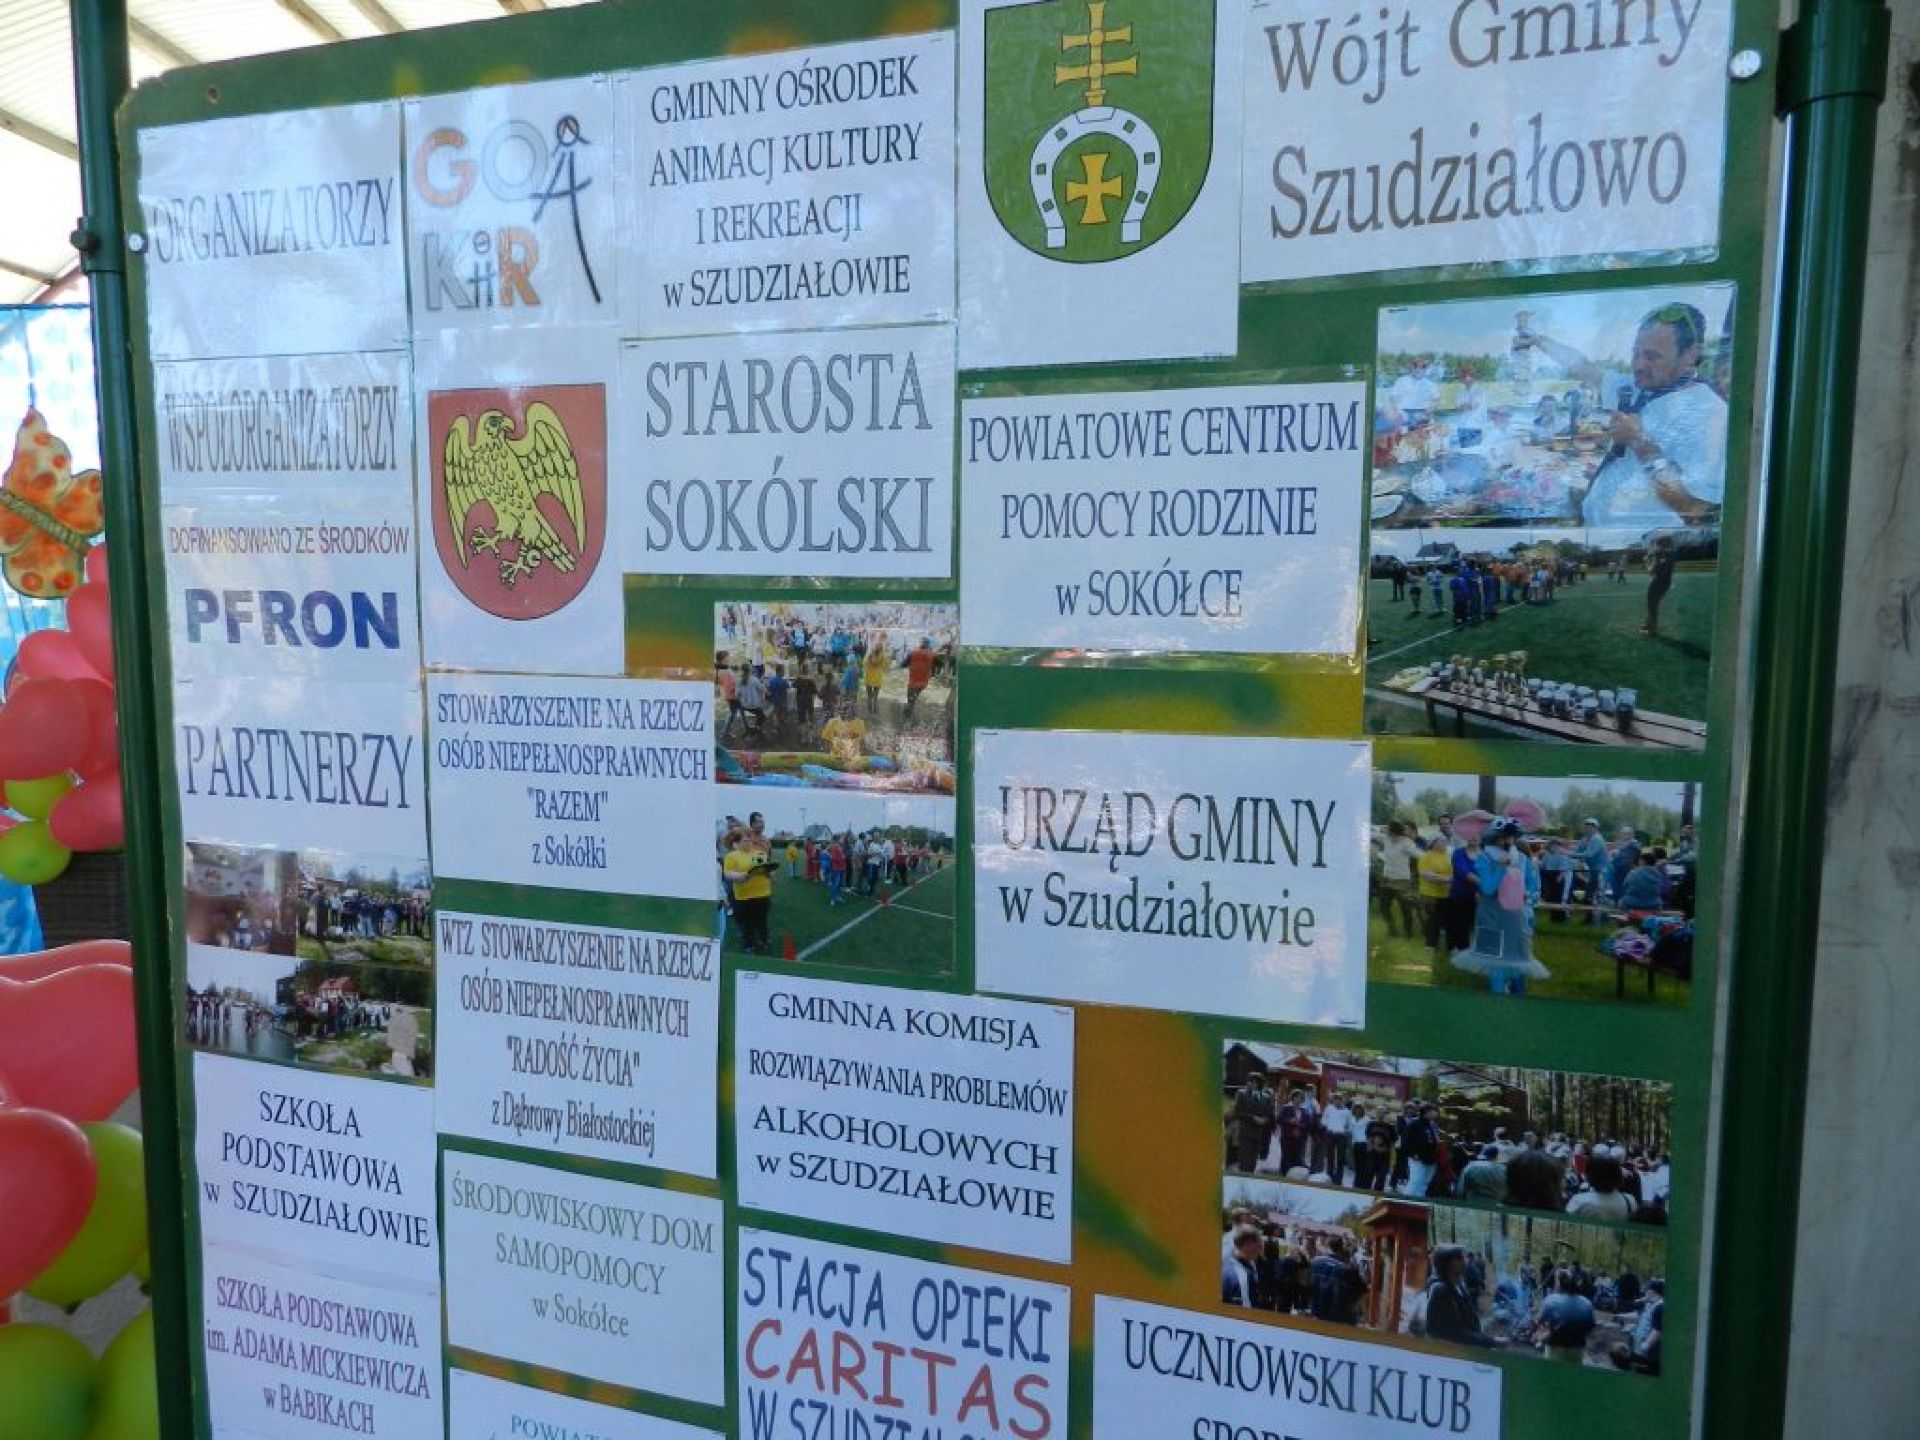 ORGANIZATORZY
GOA
KiR
GMINNY OŚRODEK
ANIMACJ KULTURY
I REKREACJI
w SZUDZIAŁOWIE
Wójt Gminy
Szudziałowo
WSPÓŁORGANIZATORZY
STAROSTA
SOKÓLSKI
POWIATOWE CENTRUM
POMOCY RODZINIE
w SOKÓŁCE
DOFINANSOWANO ZE ŚRODKÓW
PFRON
PARTNERZY
STOWARZYSZENIE NA RZECZ
OSÓB NIEPEŁNOSPRAWNYCH
"RAZEM"
z Sokółki
URZĄD GMINY
w Szudziałowie
WTZ STOWARZYSZENIE NA RZECZ
OSÓB NIEPEŁNOSPRAWNYCH
"RADOŚĆ ŻYCIA"
z Dąbrowy Białostockiej
GMINNA KOMISJA
ROZWIĄZYWANIA PROBLEMÓW
ALKOHOLOWYCH
w SZUDZIAŁOWIE
SZKOŁA
PODSTAWOWA
w SZUDZIAŁOWIE
ŚRODOWISKOWY DOM
SAMOPOMOCY
w Sokółce
STACJA OPIEKI
CARITAS
W
SZKOŁA PODSTAWOWA
im. ADAMA MICKIEWICZA
w BABIKACH
UCZNIOWSKI KLUB